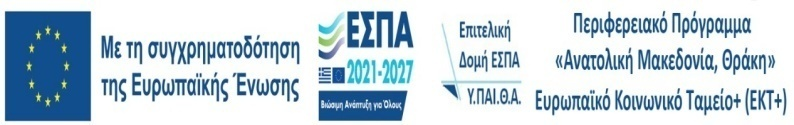 Με τη συγχρηματοδότηση
της Ευρωπαϊκής Ένωσης
ΕΣΠΑ
2021-2027
Βιώσιμη Ανάπτυξη για Όλους
Επιτελική
Δομή ΕΣΠΑ
Υ.ΠΑΙ.Θ.Α.
Περιφερειακό Πρόγραμμα
«Ανατολική Μακεδονία, Θράκη»
Ευρωπαϊκό Κοινωνικό Ταμείο+ (ΕΚΤ+)